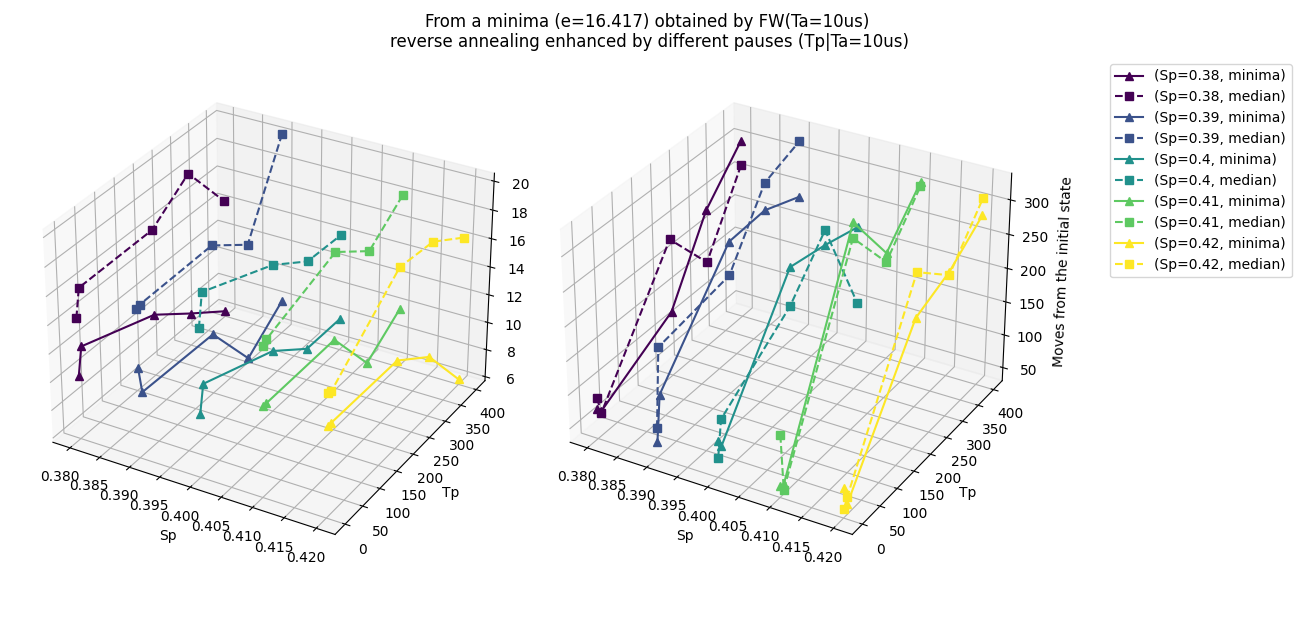 From a minima (e=16.417) obtained by FW(Ta=10us)
reverse annealing enhanced by different pauses (Tp|Ta=10us)
20
18
16
14
12
10
8
6
400
350
300
250
200
150
100
50
0
Tp
0.380
0.385
0.390
0.395
0.400
0.405
0.410
0.415
0.420
Sp
Moves from the initial state
300
250
200
150
100
50
400
350
300
250
200
150
100
50
0
Tp
0.380
0.385
0.390
0.395
0.400
0.405
0.410
0.415
0.420
Sp
(Sp=0.38, minima)
(Sp=0.38, median)
(Sp=0.39, minima)
(Sp=0.39, median)
(Sp=0.4, minima)
(Sp=0.4, median)
(Sp=0.41, minima)
(Sp=0.41, median)
(Sp=0.42, minima)
(Sp=0.42, median)